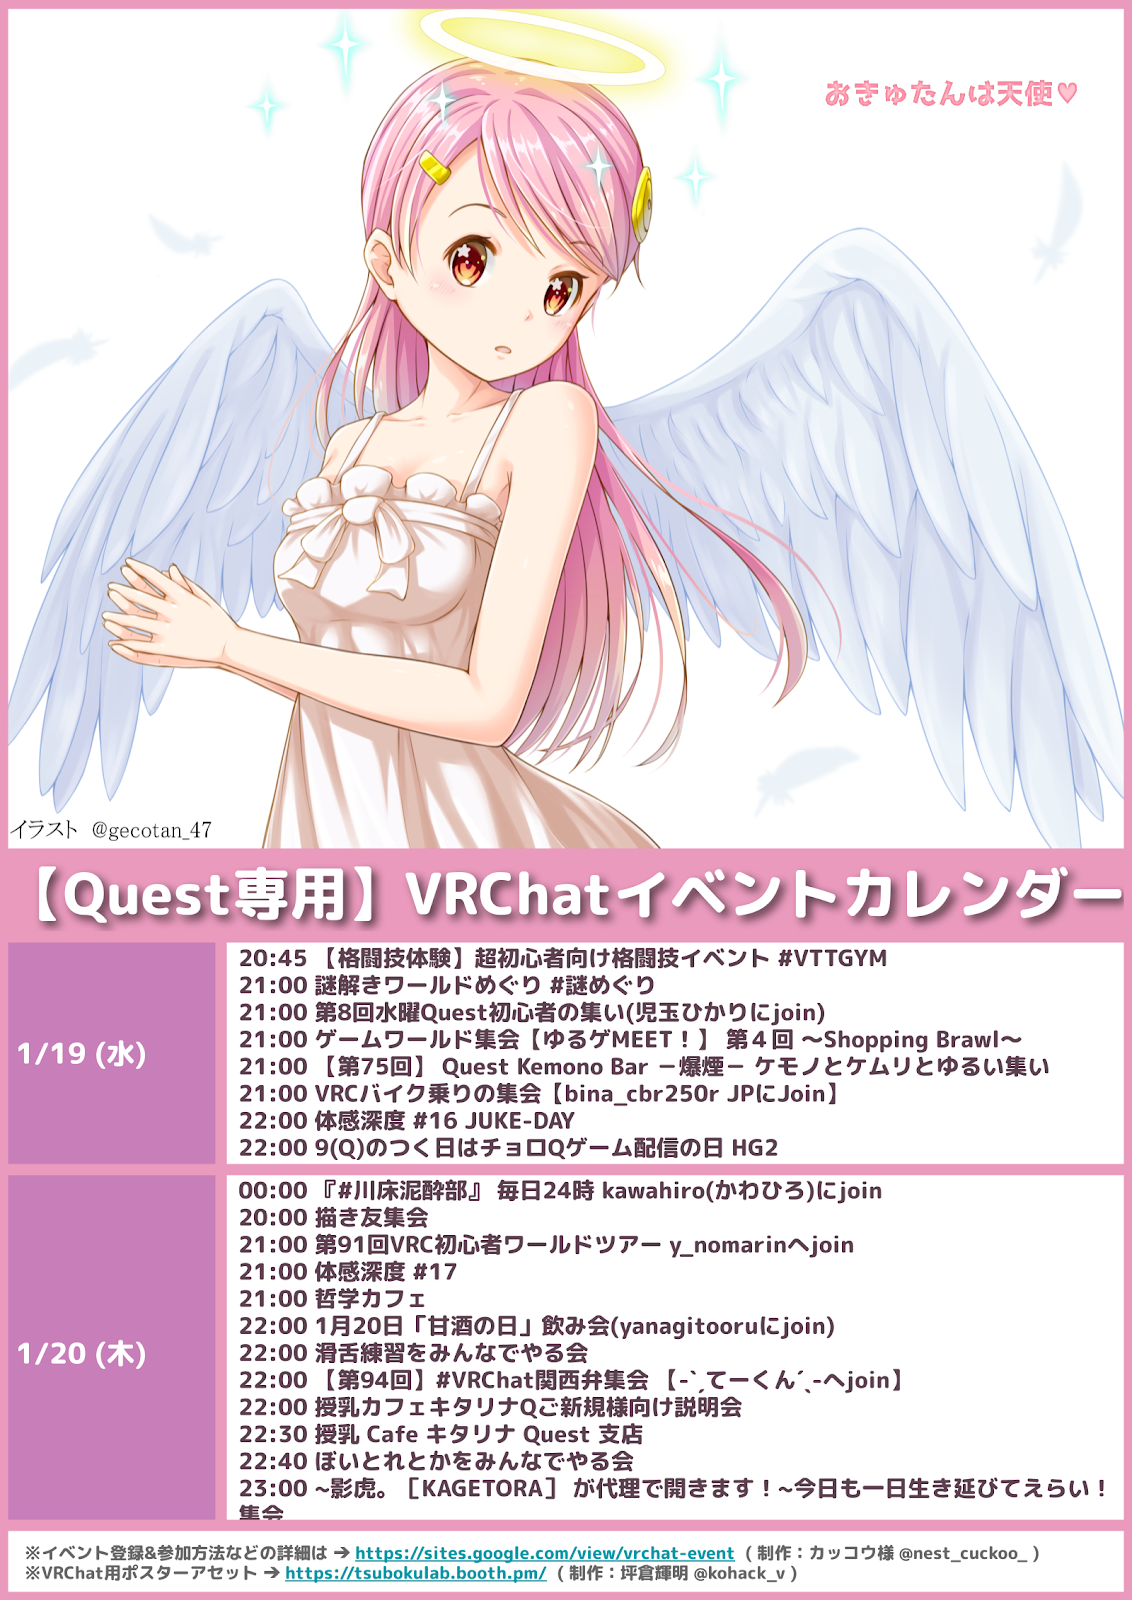 おきゅたんは天使♥
イラスト @gecotan_47
【Quest専用】VRChatイベントカレンダー
1/19 (水)
20:45 【格闘技体験】超初心者向け格闘技イベント #VTTGYM
21:00 謎解きワールドめぐり #謎めぐり
21:00 第8回水曜Quest初心者の集い(児玉ひかりにjoin)
21:00 ゲームワールド集会【ゆるゲMEET！】 第４回 〜Shopping Brawl〜
21:00 【第75回】 Quest Kemono Bar －爆煙－ ケモノとケムリとゆるい集い
21:00 VRCバイク乗りの集会【bina_cbr250r JPにJoin】
22:00 体感深度 #16 JUKE-DAY
22:00 9(Q)のつく日はチョロQゲーム配信の日 HG2
1/20 (木)
00:00 『#川床泥酔部』 毎日24時 kawahiro(かわひろ)にjoin
20:00 描き友集会
21:00 第91回VRC初心者ワールドツアー y_nomarinへjoin
21:00 体感深度 #17
21:00 哲学カフェ
22:00 1月20日「甘酒の日」飲み会(yanagitooruにjoin)
22:00 滑舌練習をみんなでやる会
22:00 【第94回】#VRChat関西弁集会 【-ˋˏてーくんˊˎ-へjoin】
22:00 授乳カフェキタリナQご新規様向け説明会
22:30 授乳 Cafe キタリナ Quest 支店
22:40 ぼいとれとかをみんなでやる会
23:00 ~影虎。［KAGETORA］ が代理で開きます！~今日も一日生き延びてえらい！
集会
※イベント登録&参加方法などの詳細は ➔ https://sites.google.com/view/vrchat-event ( 制作：カッコウ様 @nest_cuckoo_ )
※VRChat用ポスターアセット ➔ https://tsubokulab.booth.pm/ ( 制作：坪倉輝明 @kohack_v )